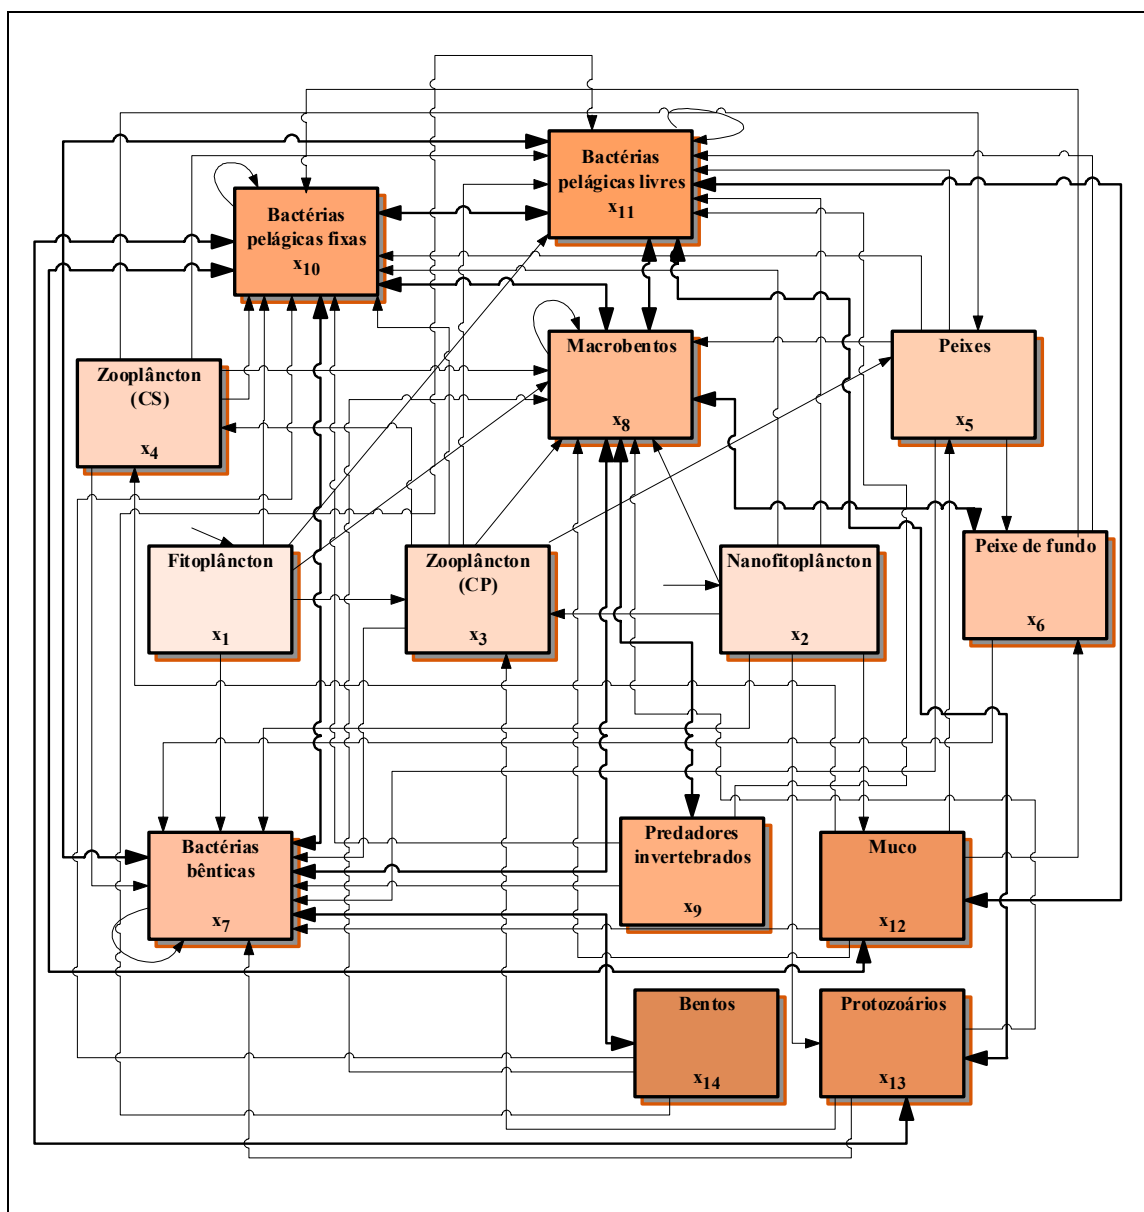 Bactérias
pelágicas livres
x11
Bactérias
pelágicas fixas
x10
Macrobentos
x8
Peixes
x5
Zooplâncton
(CS)
x4
Fitoplâncton
x1
Zooplâncton
(CP)
x3
Nanofitoplâncton
x2
Peixe de fundo
x6
Bactérias
bênticas
x7
Predadores
invertebrados
x9
Muco
x12
Bentos
x14
Protozoários
x13